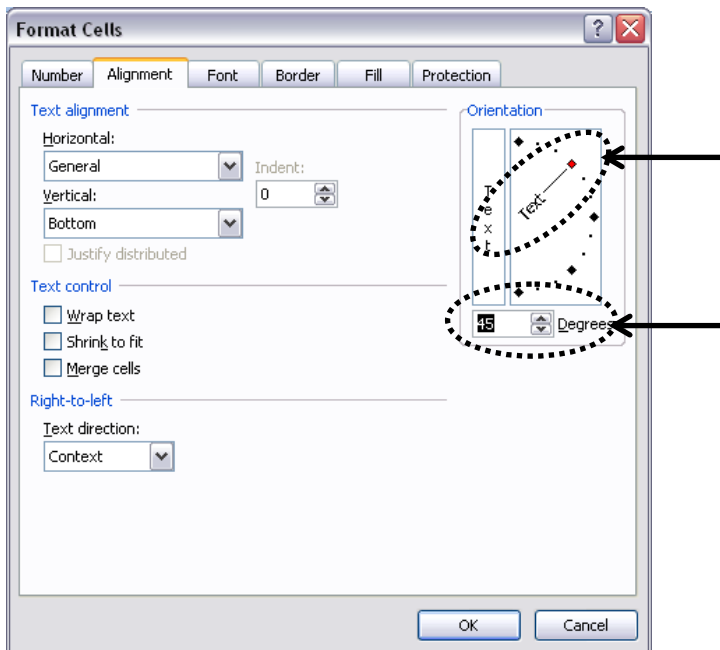 Format Cells
Number Alignment Font Border Fill Protection
Text alignment
Horizontal:
General
Indent:
0
Vertical:
Bottom
Justify distributed
Text control
Wrap text
Shrink to fit
Merge cells
Right-to-left
Text direction:
Context
Orientation
T
e
x
t
Text
45 Degrees
OK Cancel